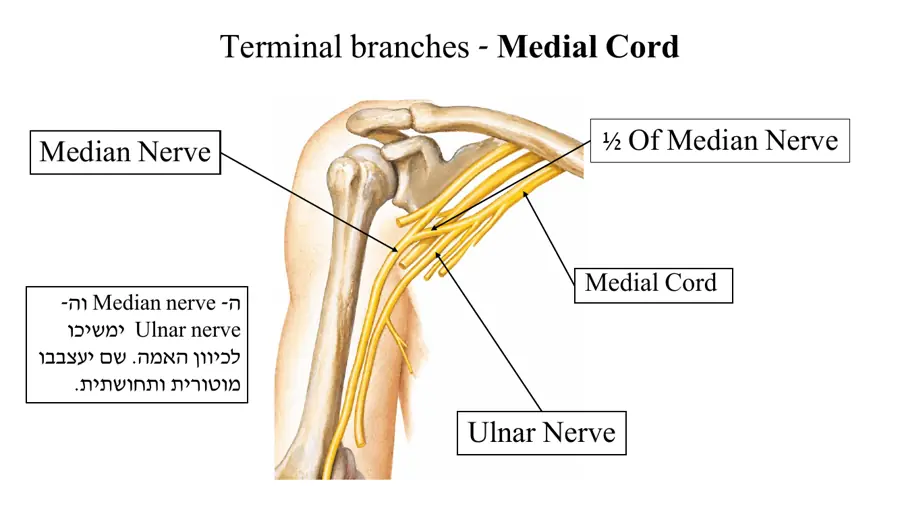 Terminal branches - Medial Cord
Median Nerve
½ Of Median Nerve
Medial Cord
ה- Median nerve וה-
Ulnar nerve ימשיכו
לכיוון האמה. שם יעצבבו
מוטורית ותחושתית.
Ulnar Nerve